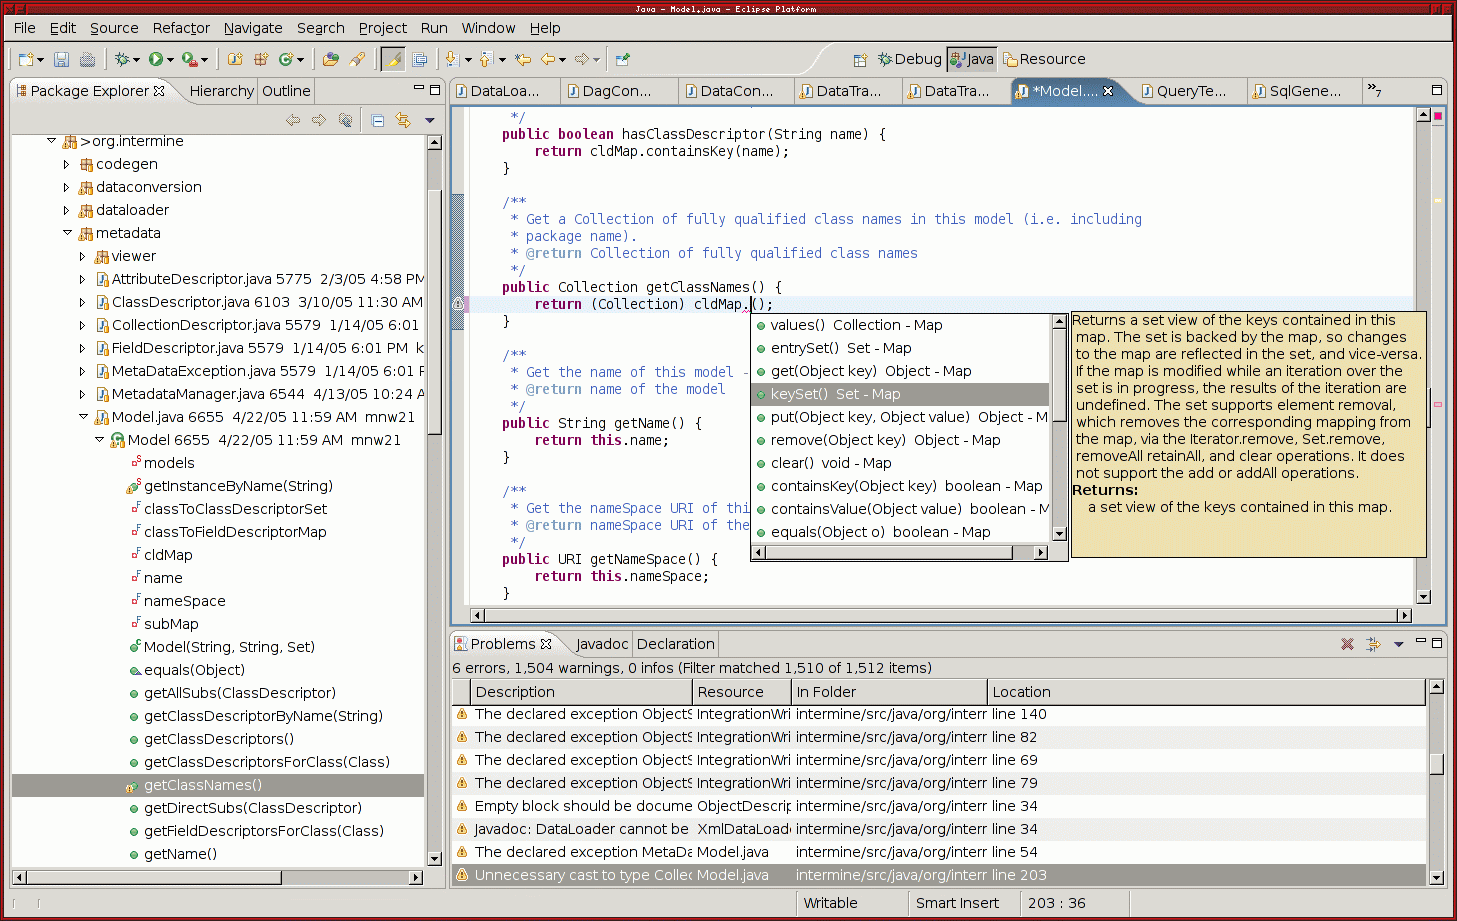 Java - Model.java - Eclipse Platform
File Edit Source Refactor Navigate Search Project Run Window Help
Debug Java Resource
Package Explorer Hierarchy Outline
>org.intermine
codegen
dataconversion
dataloader
metadata
viewer
AttributeDescriptor.java 5775 2/3/05 4:58 PM
ClassDescriptor.java 6103 3/10/05 11:30 AM
CollectionDescriptor.java 5579 1/14/05 6:01
FieldDescriptor.java 5579 1/14/05 6:01 PM k
MetaDataException.java 5579 1/14/05 6:01 P
MetadataManager.java 6544 4/13/05 10:24 A
Model.java 6655 4/22/05 11:59 AM mnw21
Model 6655 4/22/05 11:59 AM mnw21
models
getInstanceByName(String)
classToClassDescriptorSet
classToFieldDescriptorMap
cldMap
name
nameSpace
subMap
Model(String, String, Set)
equals(Object)
getAllSubs(ClassDescriptor)
getClassDescriptorByName(String)
getClassDescriptors()
getClassDescriptorsForClass(Class)
getClassNames()
getDirectSubs(ClassDescriptor)
getFieldDescriptorsForClass(Class)
getName()
DataLoa... DagCon... DataCon... DataTra... DataTra... *Model.... QueryTe... SqlGene... »7
*/
public boolean hasClassDescriptor(String name) {
return cldMap.containsKey(name);
}
/**
* Get a Collection of fully qualified class names in this model (i.e. including
* package name).
* @return Collection of fully qualified class names
*/
public Collection getClassNames() {
return (Collection) cldMap.();
}
/**
* Get the name of this model -
* @return name of the model
*/
public String getName() {
return this.name;
}
/**
* Get the nameSpace URI of thi
* @return nameSpace URI of the
*/
public URI getNameSpace() {
return this.nameSpace;
}
values() Collection - Map
entrySet() Set - Map
get(Object key) Object - Map
keySet() Set - Map
put(Object key, Object value) Object - M
remove(Object key) Object - Map
clear() void - Map
containsKey(Object key) boolean - Map
containsValue(Object value) boolean - M
equals(Object o) boolean - Map
Returns a set view of the keys contained in this
map. The set is backed by the map, so changes
to the map are reflected in the set, and vice-versa.
If the map is modified while an iteration over the
set is in progress, the results of the iteration are
undefined. The set supports element removal,
which removes the corresponding mapping from
the map, via the Iterator.remove, Set.remove,
removeAll retainAll, and clear operations. It does
not support the add or addAll operations.
Returns:
a set view of the keys contained in this map.
Problems Javadoc Declaration
6 errors, 1,504 warnings, 0 infos (Filter matched 1,510 of 1,512 items)
Description Resource In Folder Location
The declared exception ObjectS IntegrationWri intermine/src/java/org/interr line 140
The declared exception ObjectS IntegrationWri intermine/src/java/org/interr line 82
The declared exception ObjectS IntegrationWri intermine/src/java/org/interr line 69
The declared exception ObjectS IntegrationWri intermine/src/java/org/interr line 79
Empty block should be docume ObjectDescrip intermine/src/java/org/interr line 34
Javadoc: DataLoader cannot be XmlDataLoade intermine/src/java/org/interr line 34
The declared exception MetaDa Model.java intermine/src/java/org/interr line 54
Unnecessary cast to type Collec Model.java intermine/src/java/org/interr line 203
Writable Smart Insert 203 : 36